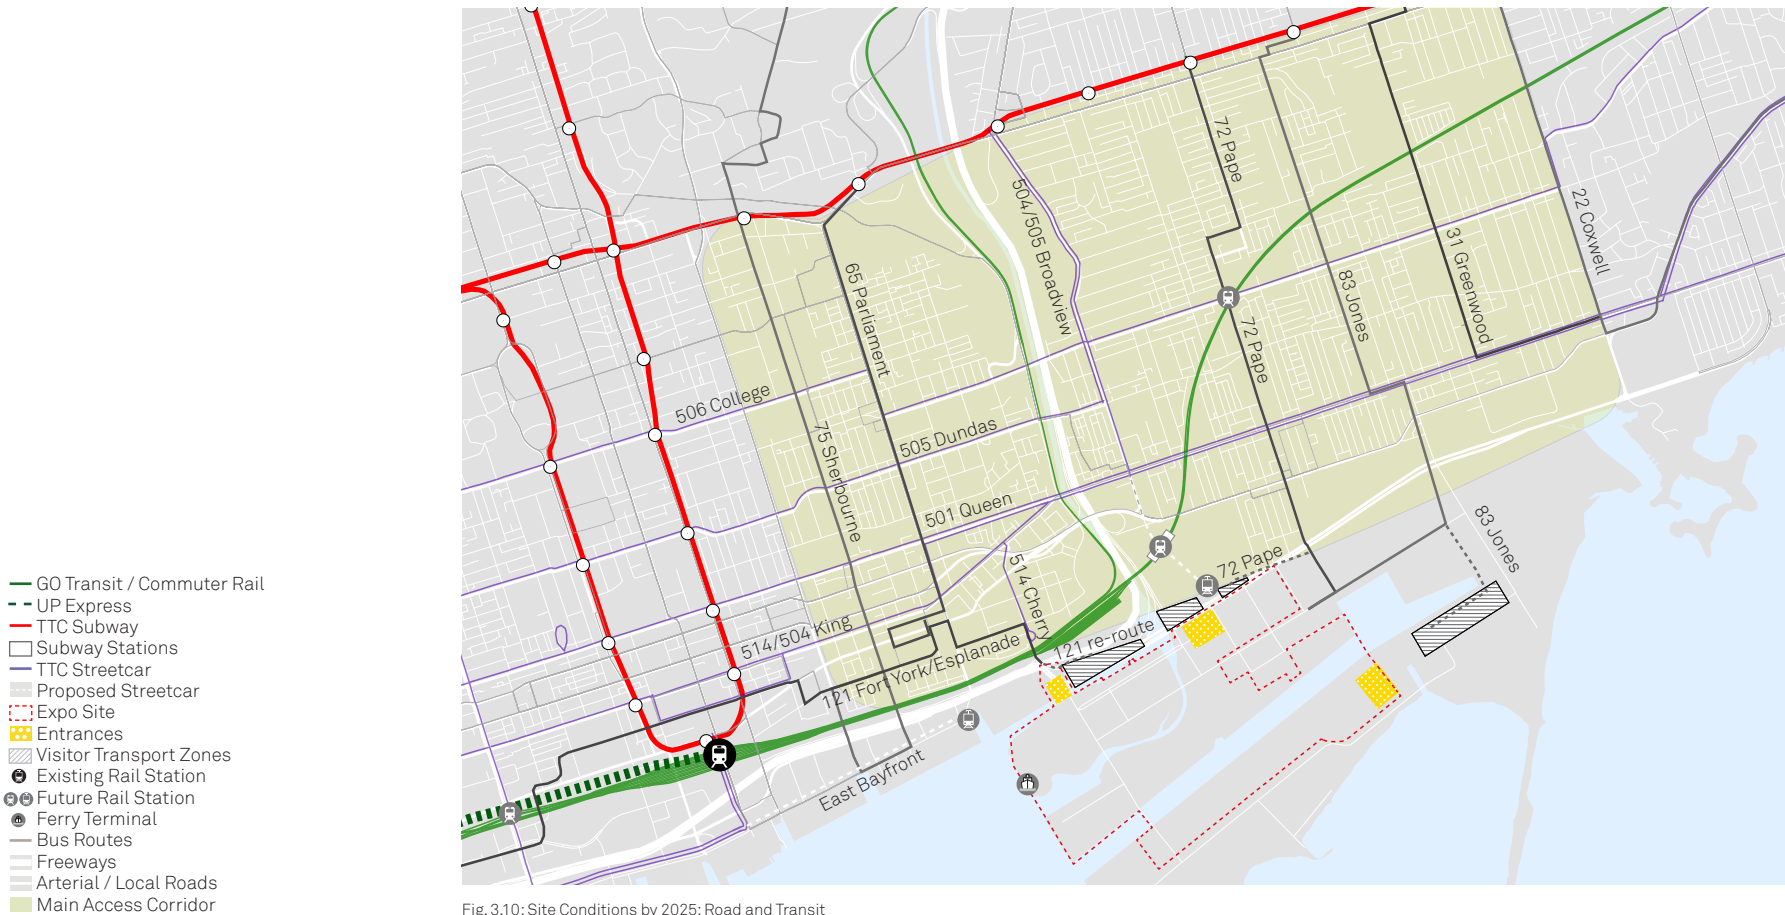 GO Transit / Commuter Rail
UP Express
TTC Subway
Subway Stations
TTC Streetcar
Proposed Streetcar
Expo Site
Entrances
Visitor Transport Zones
Existing Rail Station
Future Rail Station
Ferry Terminal
Bus Routes
Freeways
Arterial / Local Roads
Main Access Corridor
72 Pape
504/505 Broadview
22 Coxwell
31 Greenwood
65 Parliament
83 Jones
72 Pape
506 College
505 Dundas
75 Sherbourne
501 Queen
83 Jones
514 Cherry
72 Pape
514/504 King
121 re-route
121 Fort York/Esplanade
East Bayfront
Fig. 3.10: Site Conditions by 2025: Road and Transit